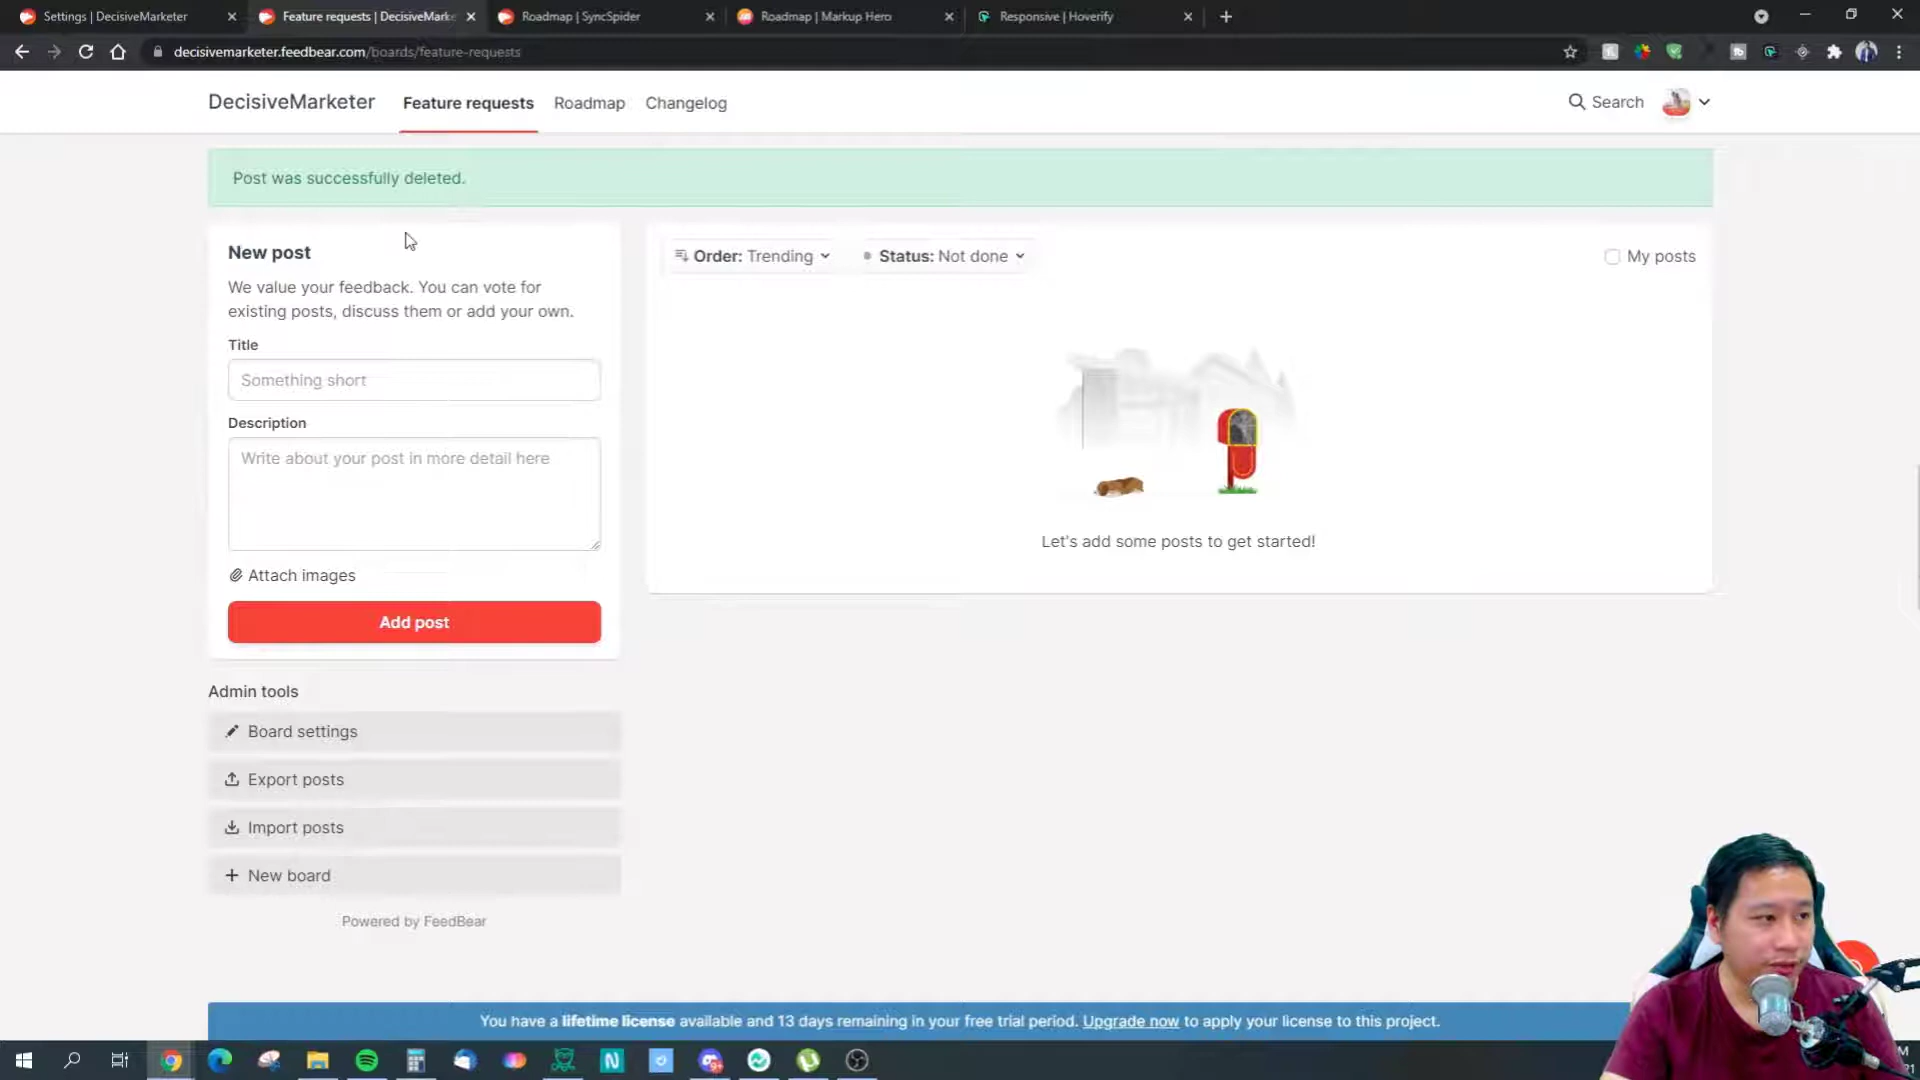 Settings | DecisiveMarketer
Feature requests | DecisiveMarke
Roadmap | SyncSpider
Roadmap | Markup Hero
Responsive | Hoverify
decisivemarketer.feedbear.com/boards/feature-requests
DecisiveMarketer
Feature requests
Roadmap
Changelog
Search
Post was successfully deleted.
New post
We value your feedback. You can vote for
existing posts, discuss them or add your own.
Title
Something short
Description
Write about your post in more detail here
Attach images
Add post
Order: Trending
Status: Not done
My posts
Let's add some posts to get started!
Admin tools
Board settings
Export posts
Import posts
New board
Powered by FeedBear
You have a lifetime license available and 13 days remaining in your free trial period. Upgrade now to apply your license to this project.